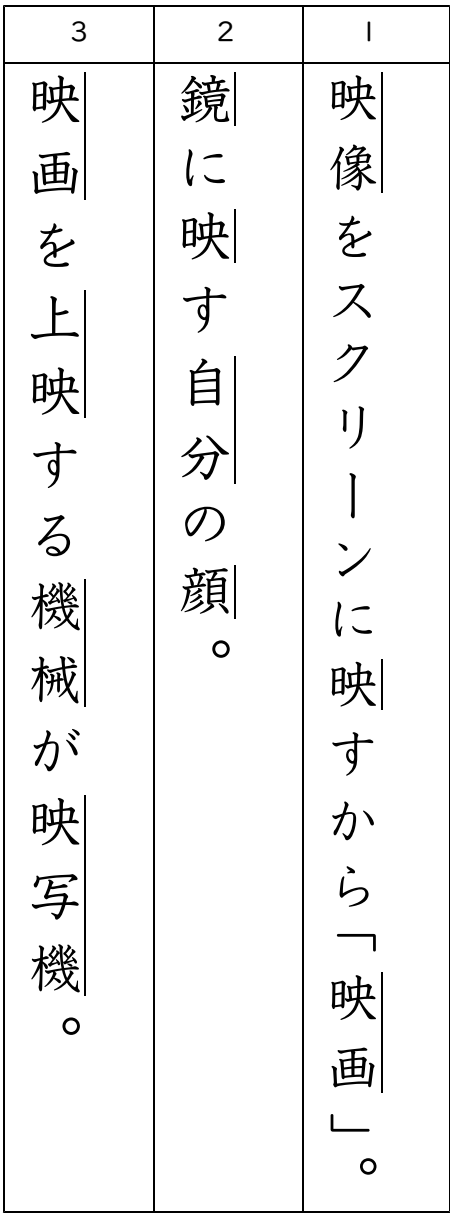 1
映像をスクリーンに映すから「映画」。
2
鏡に映す自分の顔。
3
映画を上映する機械が映写機。